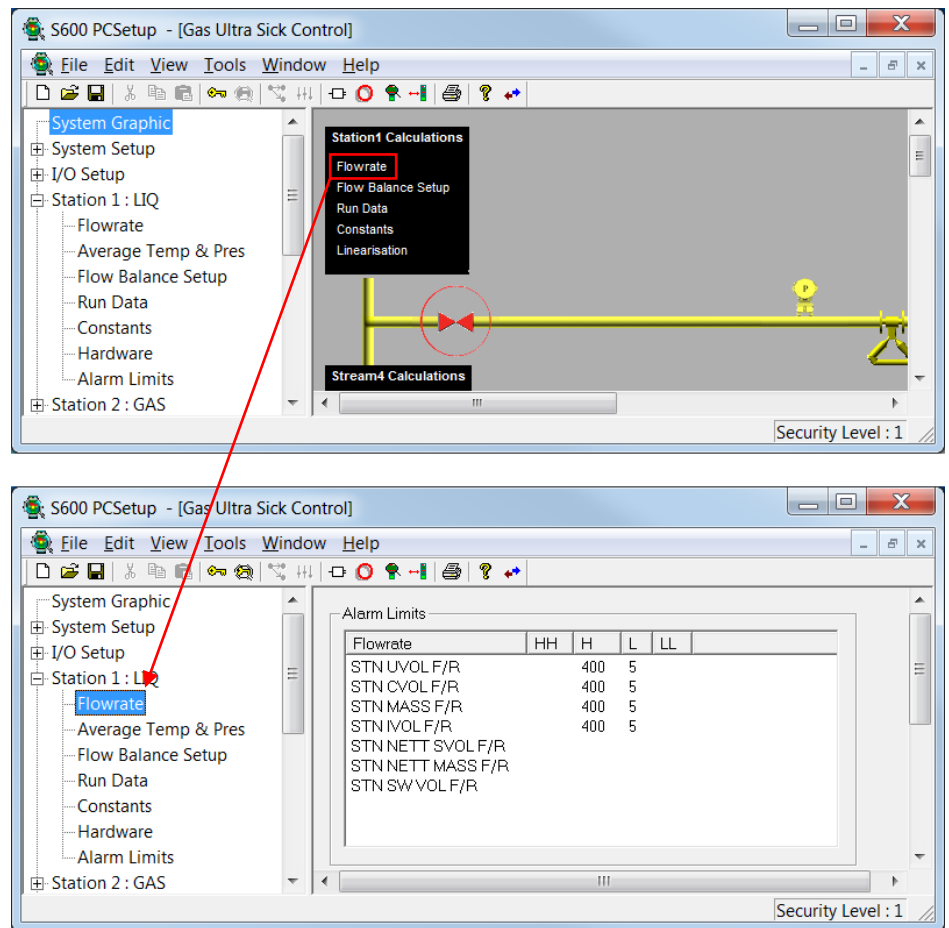 S600 PCSetup - [Gas Ultra Sick Control]
File Edit View Tools Window Help
System Graphic
System Setup
I/O Setup
Station 1 : LIQ
Flowrate
Average Temp & Pres
Flow Balance Setup
Run Data
Constants
Hardware
Alarm Limits
Station 2 : GAS
Station1 Calculations
Flowrate
Flow Balance Setup
Run Data
Constants
Linearisation
P
Stream4 Calculations
Security Level : 1
S600 PCSetup - [Gas Ultra Sick Control]
File Edit View Tools Window Help
System Graphic
System Setup
I/O Setup
Station 1 : LIQ
Flowrate
Average Temp & Pres
Flow Balance Setup
Run Data
Constants
Hardware
Alarm Limits
Station 2 : GAS
Alarm Limits
Flowrate HH H L LL
STN UVOL F/R 400 5
STN CVOL F/R 400 5
STN MASS F/R 400 5
STN IVOL F/R 400 5
STN NETT SVOL F/R
STN NETT MASS F/R
STN SW VOL F/R
Security Level : 1